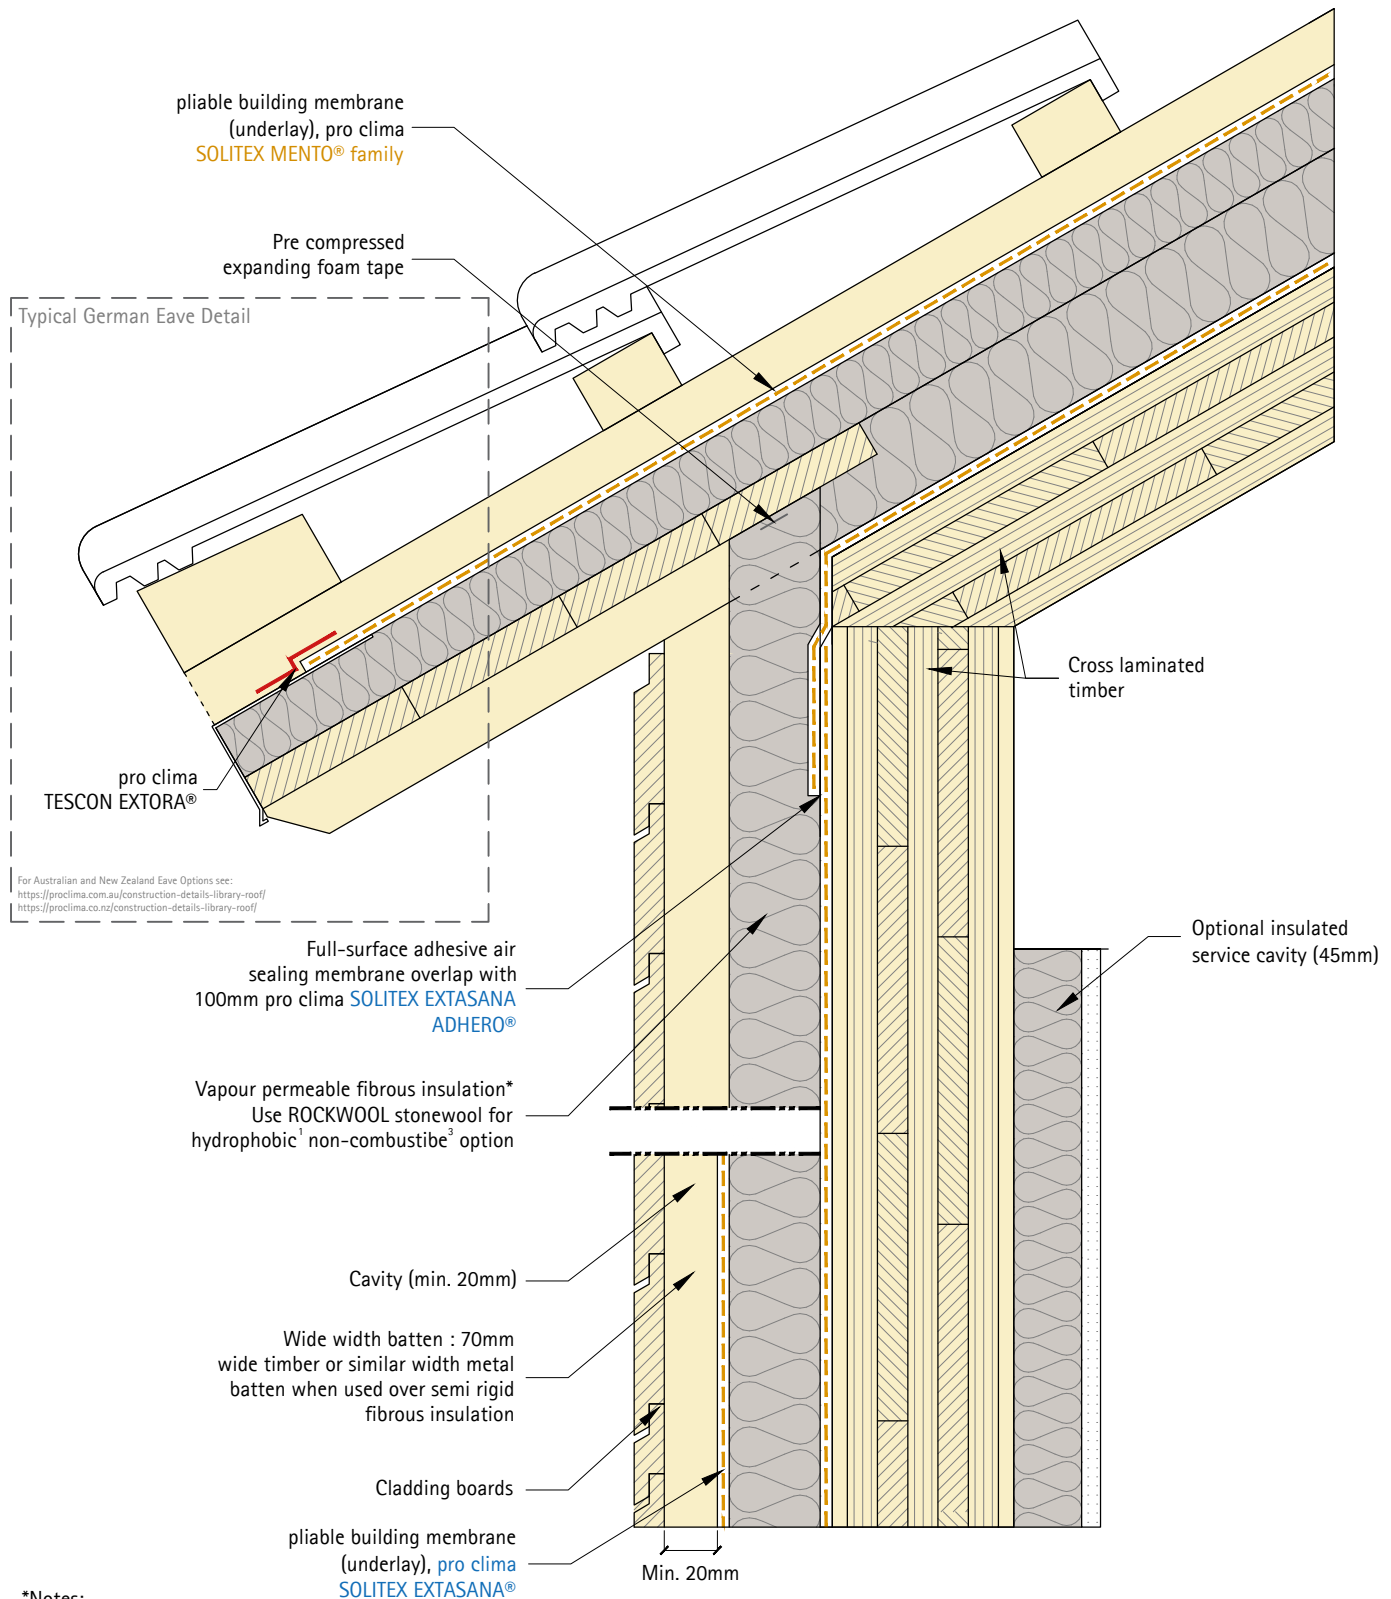 pliable building membrane
(underlay), pro clima
SOLITEX MENTO® family
Pre compressed
expanding foam tape
Typical German Eave Detail
pro clima
TESCON EXTORA®
For Australian and New Zealand Eave Options see:
https://proclima.com.au/construction-details-library-roof/
https://proclima.co.nz/construction-details-library-roof/
Cross laminated
timber
Full-surface adhesive air
sealing membrane overlap with
100mm pro clima SOLITEX EXTASANA
ADHERO®
Optional insulated
service cavity (45mm)
Vapour permeable fibrous insulation*
Use ROCKWOOL stonewool for
hydrophobic¹ non-combustibe³ option
Cavity (min. 20mm)
Wide width batten : 70mm
wide timber or similar width metal
batten when used over semi rigid
fibrous insulation
Cladding boards
pliable building membrane
(underlay), pro clima
SOLITEX EXTASANA®
Min. 20mm
*Notes: